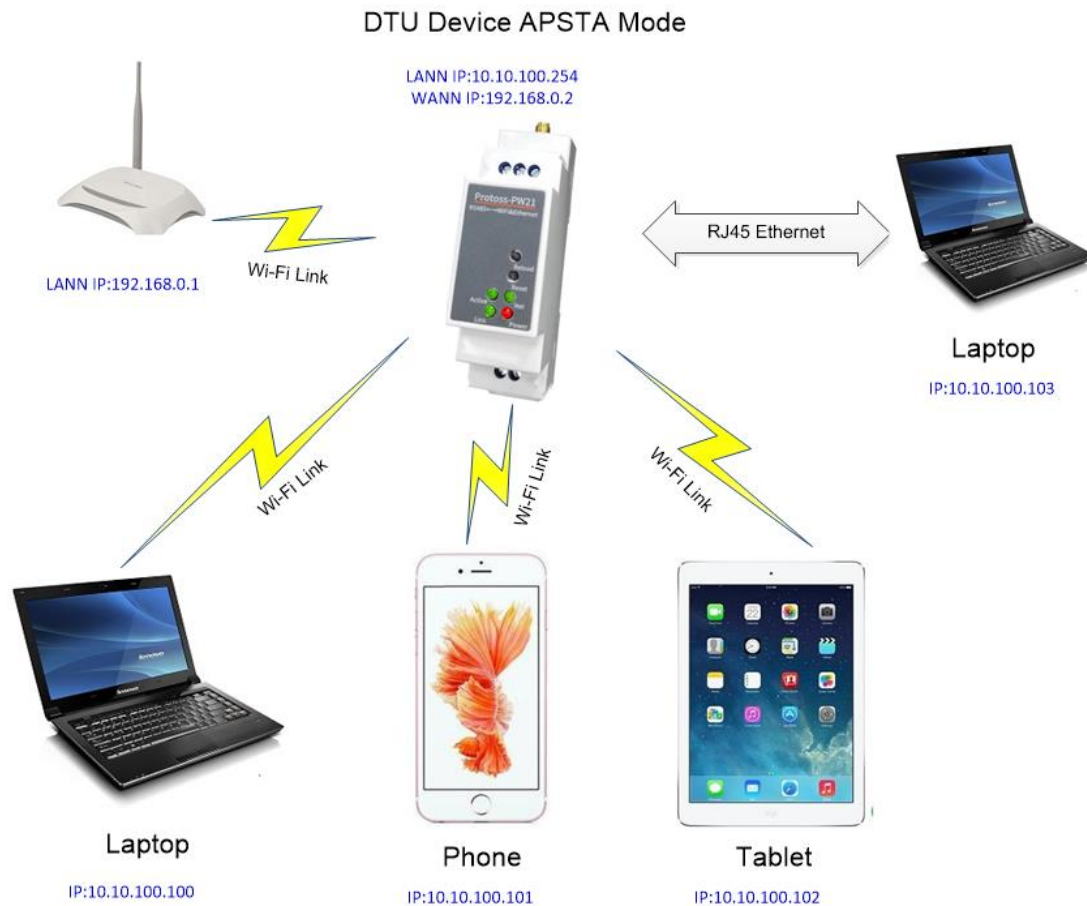 DTU Device APSTA Mode
LANN IP:10.10.100.254
WANN IP:192.168.0.2
Protoss-PW21
Reload
Reset
Active
Link
Power
RJ45 Ethernet
LANN IP:192.168.0.1
Wi-Fi Link
Laptop
IP:10.10.100.103
Wi-Fi Link
Wi-Fi Link
Wi-Fi Link
Laptop
IP:10.10.100.100
Phone
IP:10.10.100.101
Tablet
IP:10.10.100.102